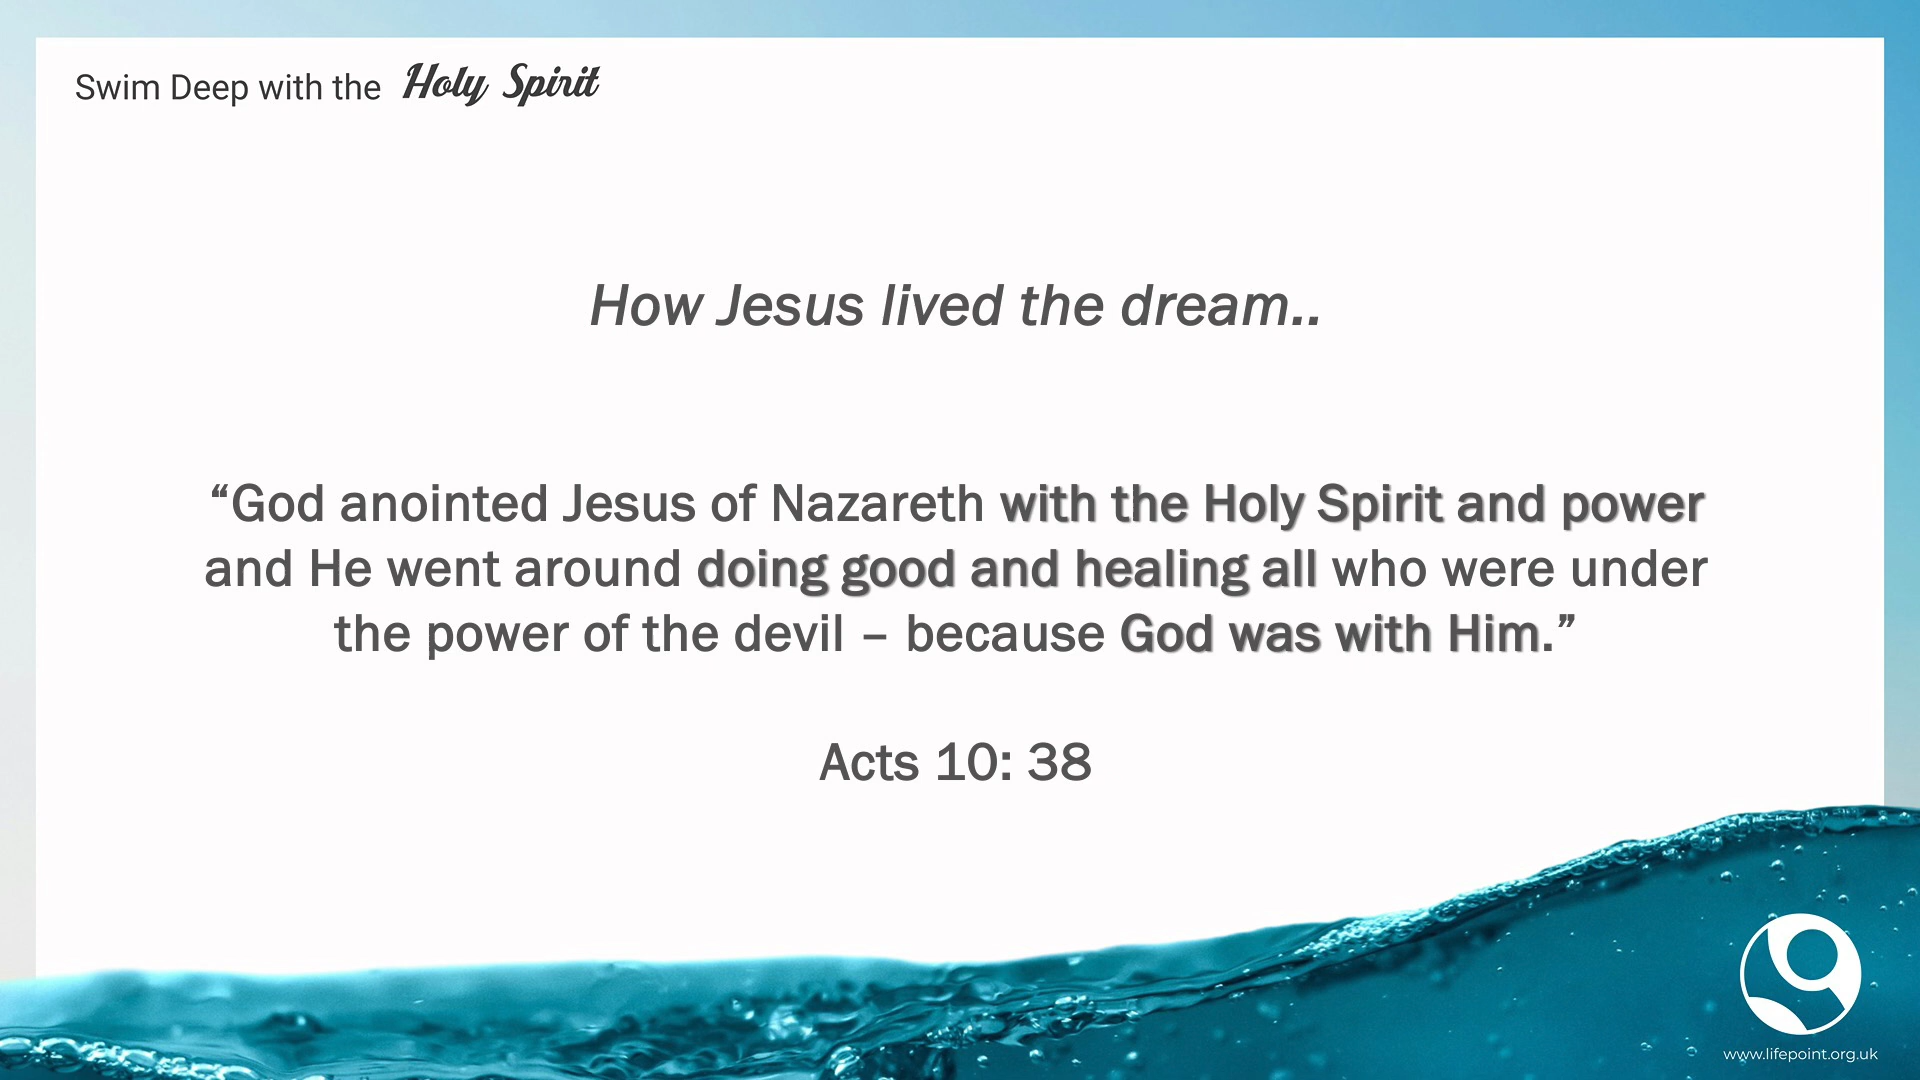 Swim Deep with the Holy Spirit
How Jesus lived the dream..
“God anointed Jesus of Nazareth with the Holy Spirit and power
and He went around doing good and healing all who were under
the power of the devil – because God was with Him.”
Acts 10: 38
www.lifepoint.org.uk